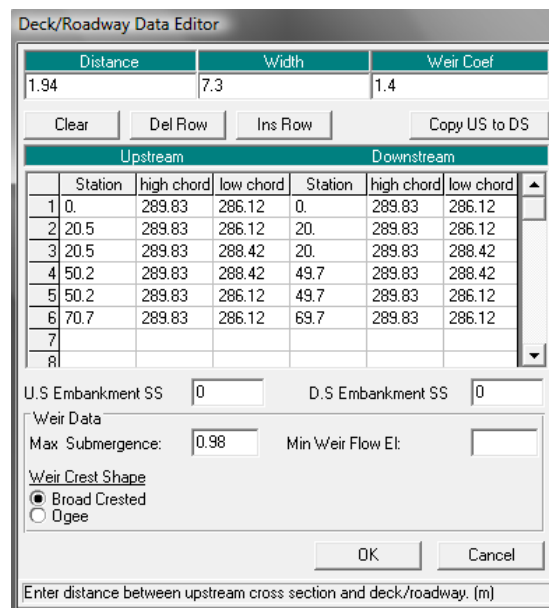 Deck/Roadway Data Editor
Distance Width Weir Coef
1.94 7.3 1.4
Clear Del Row Ins Row Copy US to DS
Upstream Downstream
Station high chord low chord Station high chord low chord
1 0. 289.83 286.12 0. 289.83 286.12
2 20.5 289.83 286.12 20. 289.83 286.12
3 20.5 289.83 288.42 20. 289.83 288.42
4 50.2 289.83 288.42 49.7 289.83 288.42
5 50.2 289.83 286.12 49.7 289.83 286.12
6 70.7 289.83 286.12 69.7 289.83 286.12
7
8
U.S Embankment SS 0 D.S Embankment SS 0
Weir Data
Max Submergence: 0.98 Min Weir Flow El:
Weir Crest Shape
Broad Crested
Ogee
OK Cancel
Enter distance between upstream cross section and deck/roadway. (m)